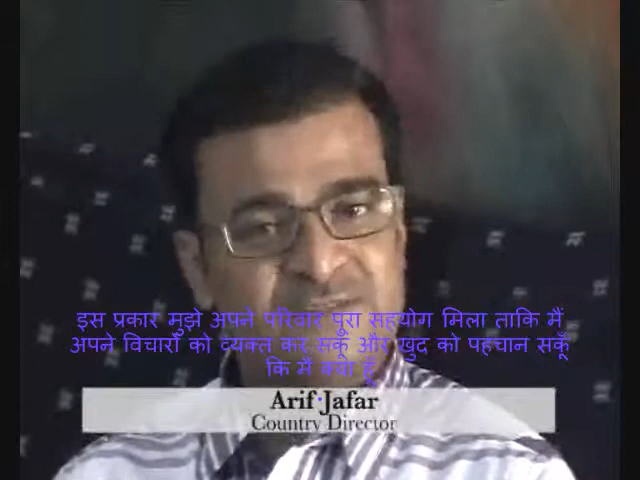 इस प्रकार मुझे अपने परिवार पूरा सहयोग मिला ताकि मैं
अपने विचारों को व्यक्त कर सकूँ और खुद को पहचान सकूँ
कि मैं क्या हूँ
Arif Jafar
Country Director